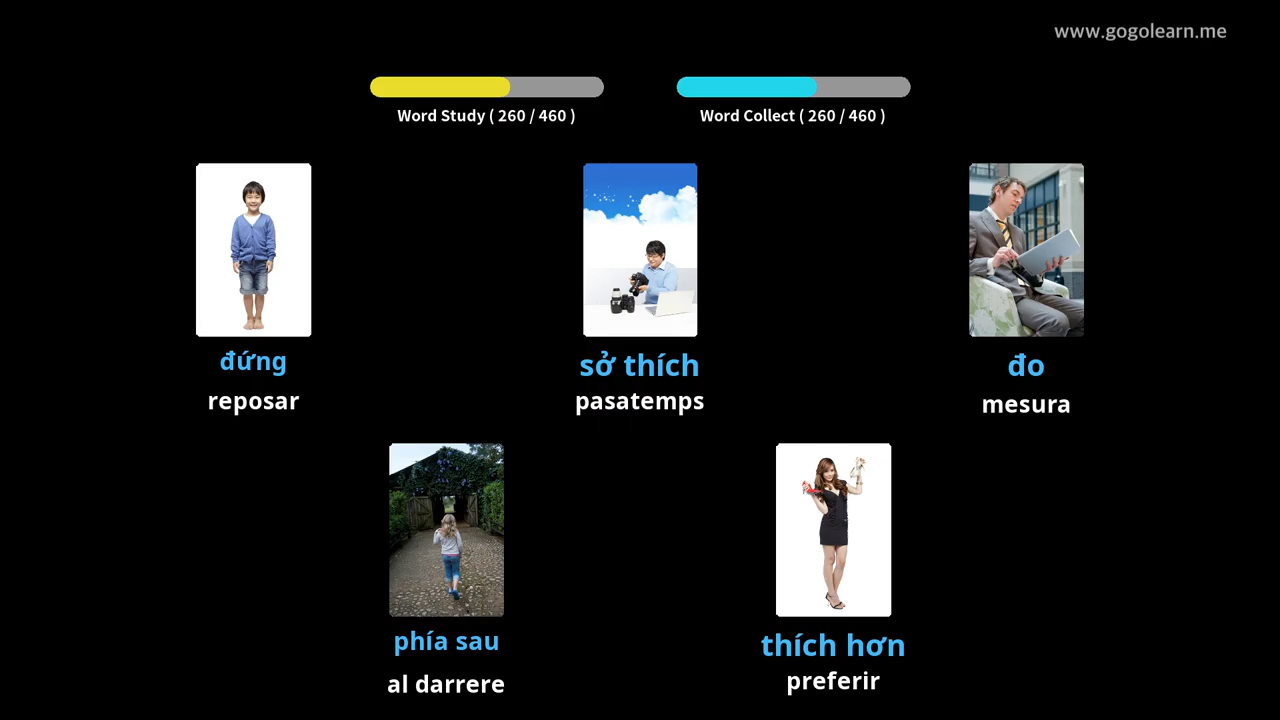 www.gogolearn.me
Word Study ( 260 / 460 )
Word Collect ( 260 / 460 )
đứng
reposar
sở thích
pasatemps
đo
mesura
phía sau
al darrere
thích hơn
preferir